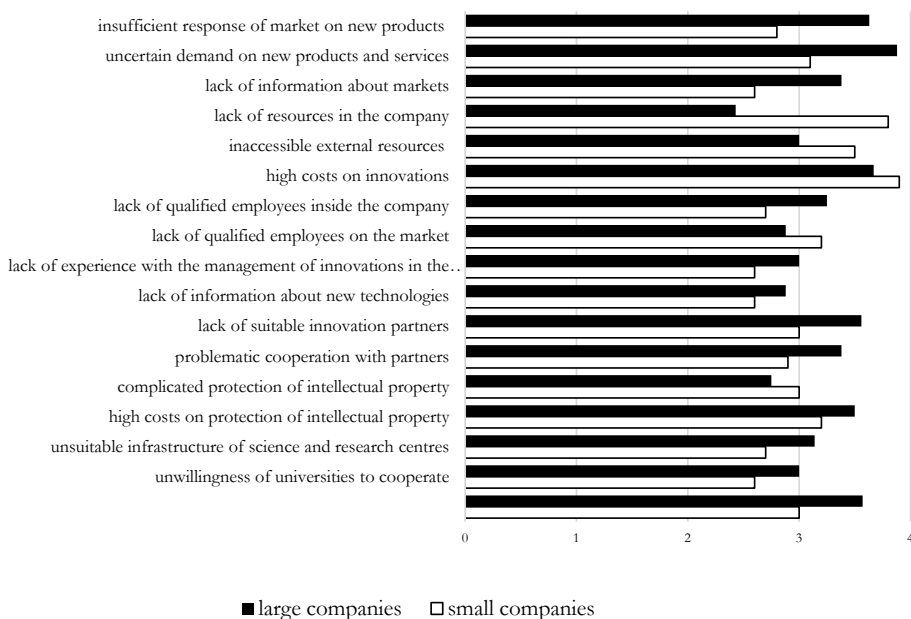 insufficient response of market on new products
uncertain demand on new products and services
lack of information about markets
lack of resources in the company
inaccessible external resources
high costs on innovations
lack of qualified employees inside the company
lack of qualified employees on the market
lack of experience with the management of innovations in the…
lack of information about new technologies
lack of suitable innovation partners
problematic cooperation with partners
complicated protection of intellectual property
high costs on protection of intellectual property
unsuitable infrastructure of science and research centres
unwillingness of universities to cooperate
0 1 2 3 4
large companies small companies